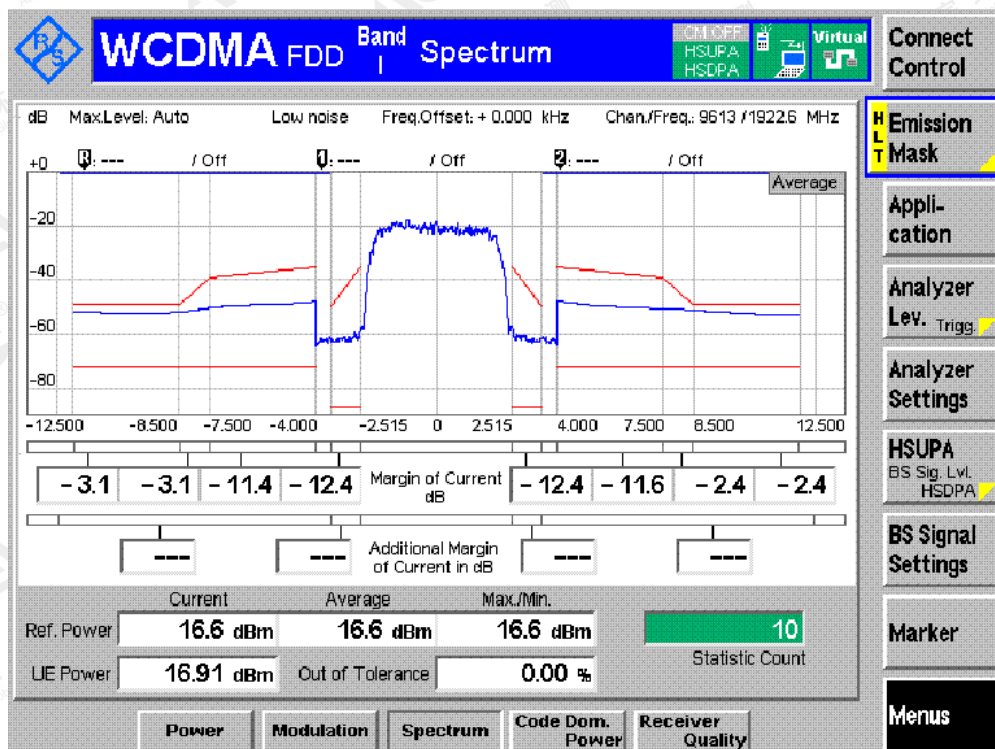 R/S
WCDMA FDD Band I Spectrum
HSUPA
HSDPA
Virtual
Connect
Control
dB Max.Level: Auto Low noise Freq.Offset: + 0.000 kHz Chan./Freq.: 9613 / 1922.6 MHz
HLT
Emission
Mask
+0 R: --- / Off 1: --- / Off 2: --- / Off
Average
Appli-
cation
-20
-40
-60
-80
Analyzer
Lev. Trigg.
Analyzer
Settings
-12.500 -8.500 -7.500 -4.000 -2.515 0 2.515 4.000 7.500 8.500 12.500
HSUPA
BS Sig. Lvl.
HSDPA
- 3.1 - 3.1 - 11.4 - 12.4 Margin of Current dB - 12.4 - 11.6 - 2.4 - 2.4
--- --- Additional Margin of Current in dB --- ---
BS Signal
Settings
Current Average Max./Min.
Ref. Power 16.6 dBm 16.6 dBm 16.6 dBm 10
Statistic Count
UE Power 16.91 dBm Out of Tolerance 0.00 %
Marker
Menus
Power Modulation Spectrum Code Dom. Power Receiver Quality